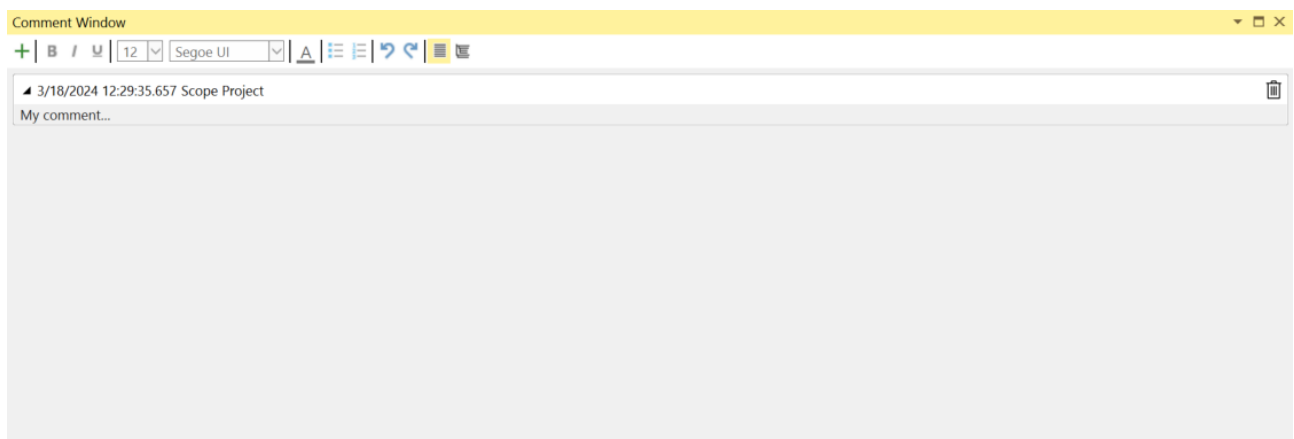 Comment Window
B I U 12 Segoe UI A
3/18/2024 12:29:35.657 Scope Project
My comment...